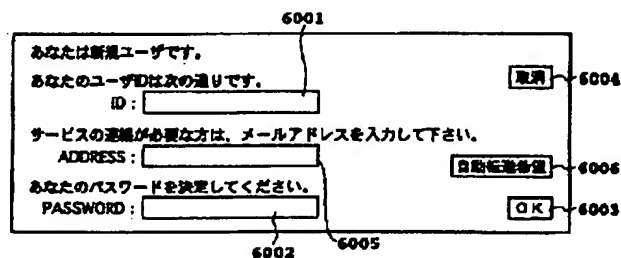 6001
あなたは新規ユーザです。
あなたのユーザIDは次の通りです。
取消
6004
ID :
サービスの連絡が必要な方は、メールアドレスを入力して下さい。
ADDRESS :
自動転送希望
6006
あなたのパスワードを決定してください。
PASSWORD :
OK
6003
6002
6005